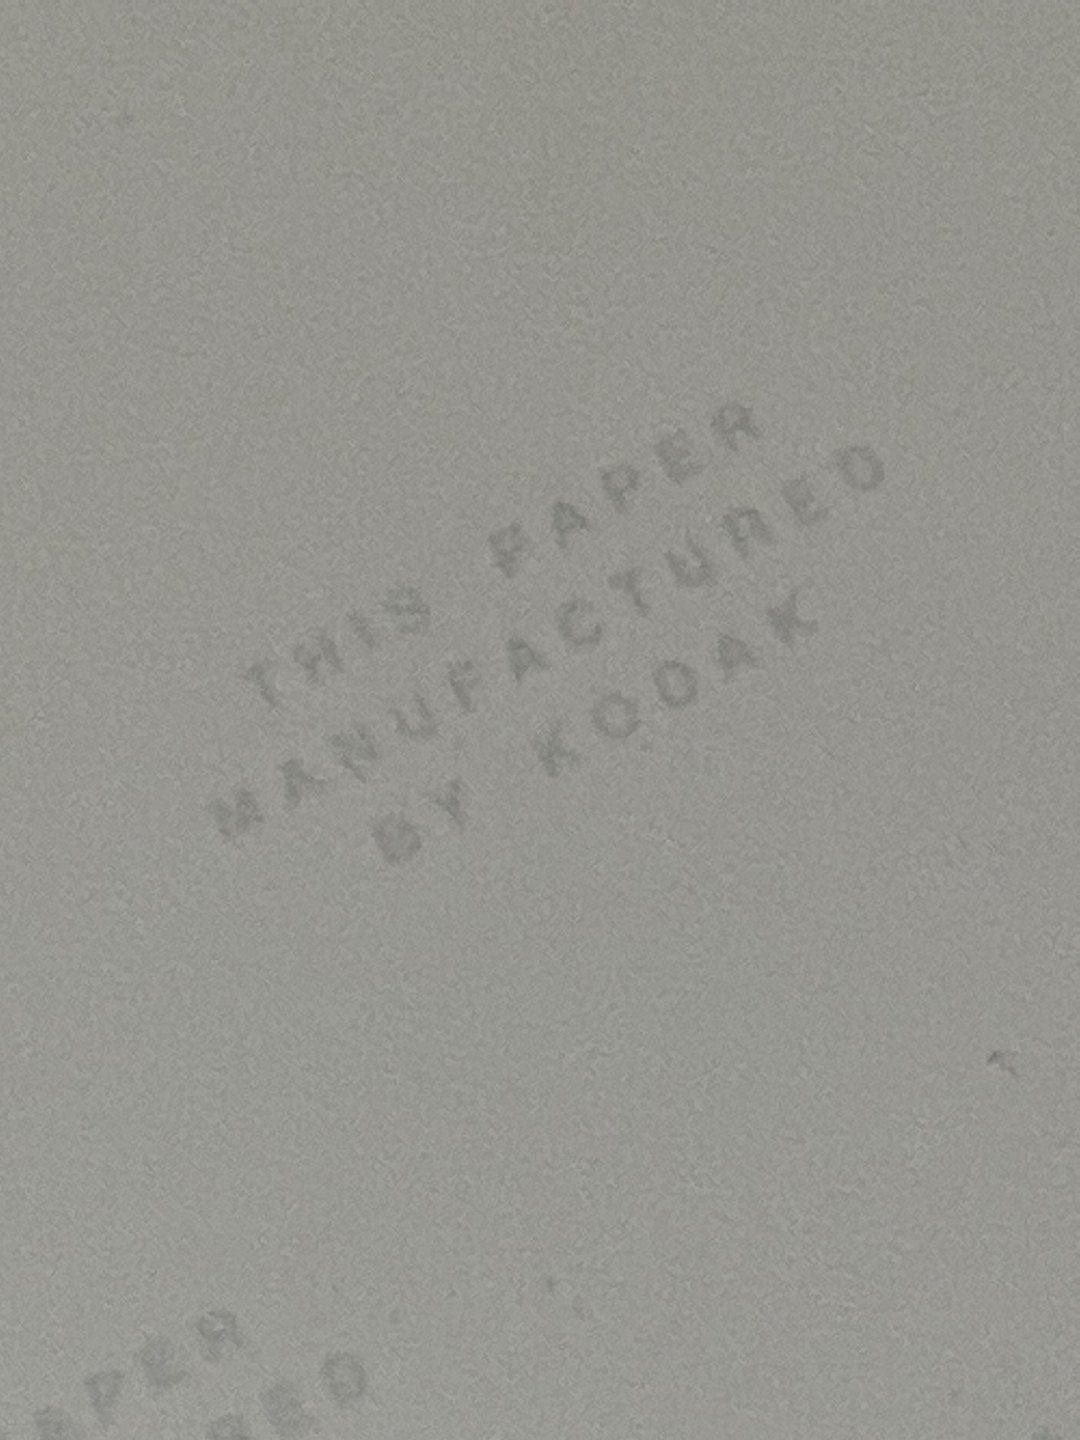 THIS PAPER
MANUFACTURED
BY KODAK